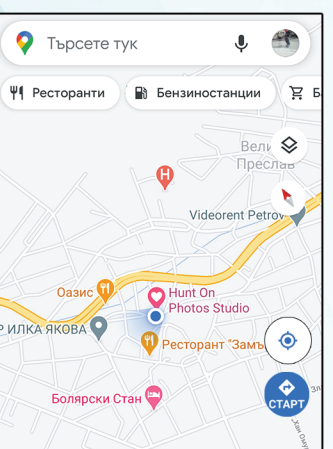 Търсете тук
Ресторанти
Бензиностанции
Б
Вели
Преслав
H
Videorent Petrov
Оазис
Hunt On
Photos Studio
Р ИЛКА ЯКОВА
Ресторант "Замъ
Болярски Стан
СТАРТ